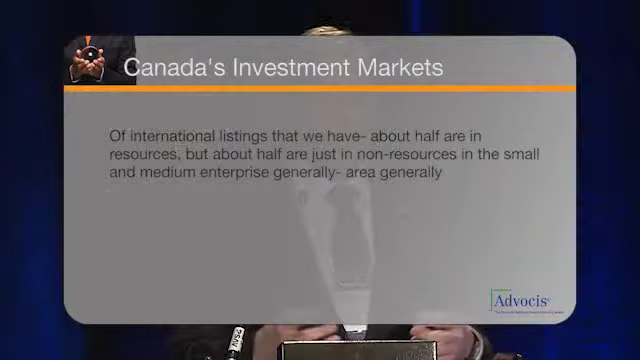 Canada's Investment Markets
Of international listings that we have- about half are in
resources, but about half are just in non-resources in the small
and medium enterprise generally- area generally
Advocis